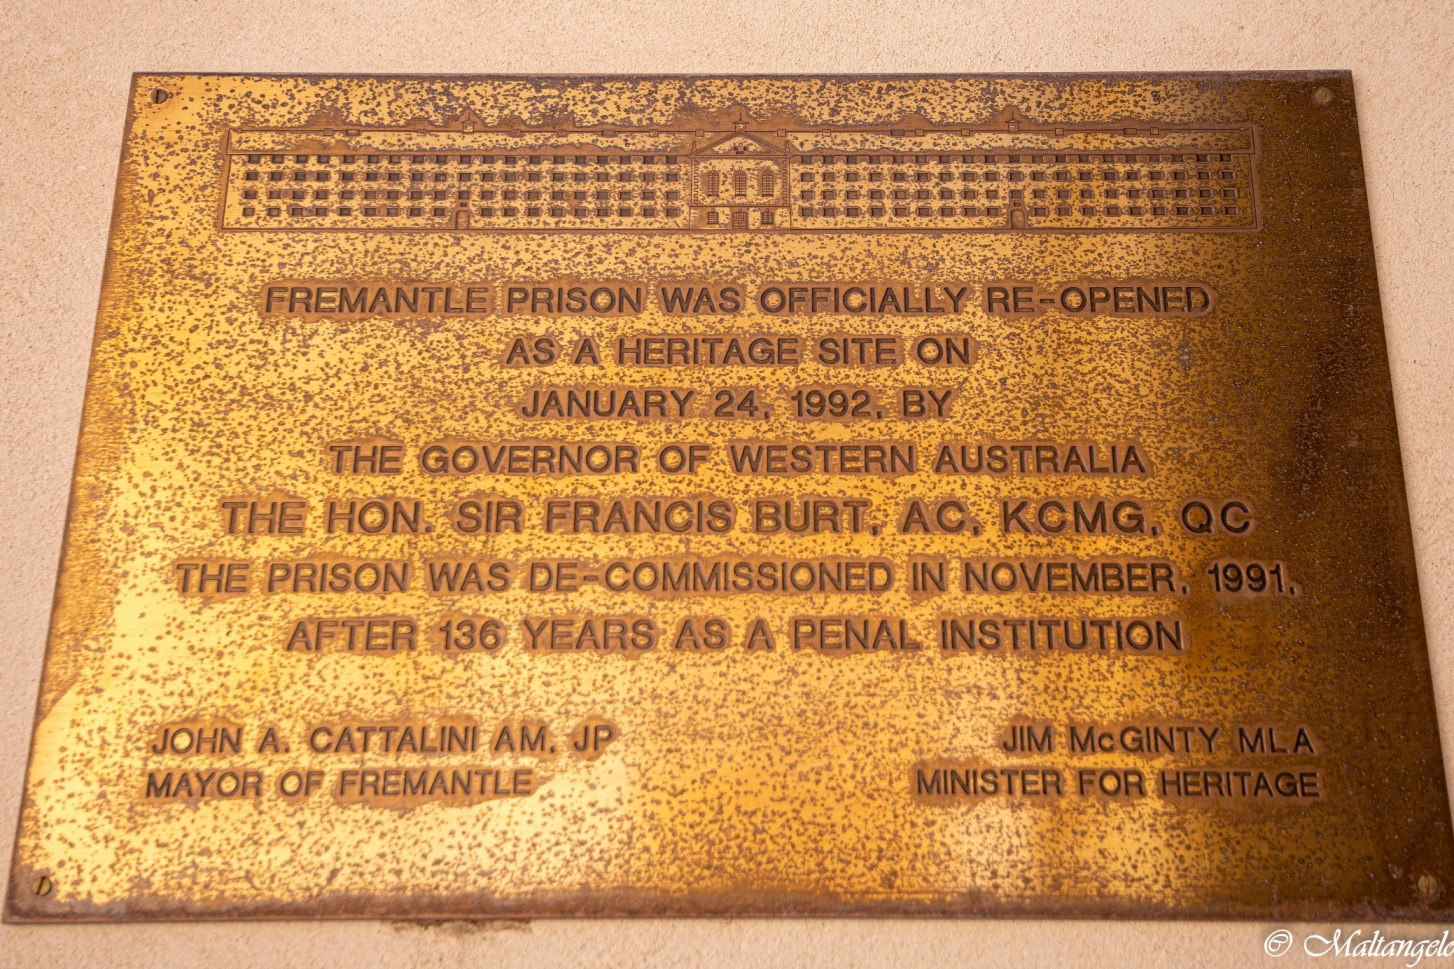 FREMANTLE PRISON WAS OFFICIALLY RE-OPENED
AS A HERITAGE SITE ON
JANUARY 24, 1992, BY
THE GOVERNOR OF WESTERN AUSTRALIA
THE HON. SIR FRANCIS BURT, AC, KCMG, QC
THE PRISON WAS DE-COMMISSIONED IN NOVEMBER, 1991,
AFTER 136 YEARS AS A PENAL INSTITUTION
JOHN A. CATTALINI AM, JP
MAYOR OF FREMANTLE
JIM McGINTY MLA
MINISTER FOR HERITAGE
© Maltangelo